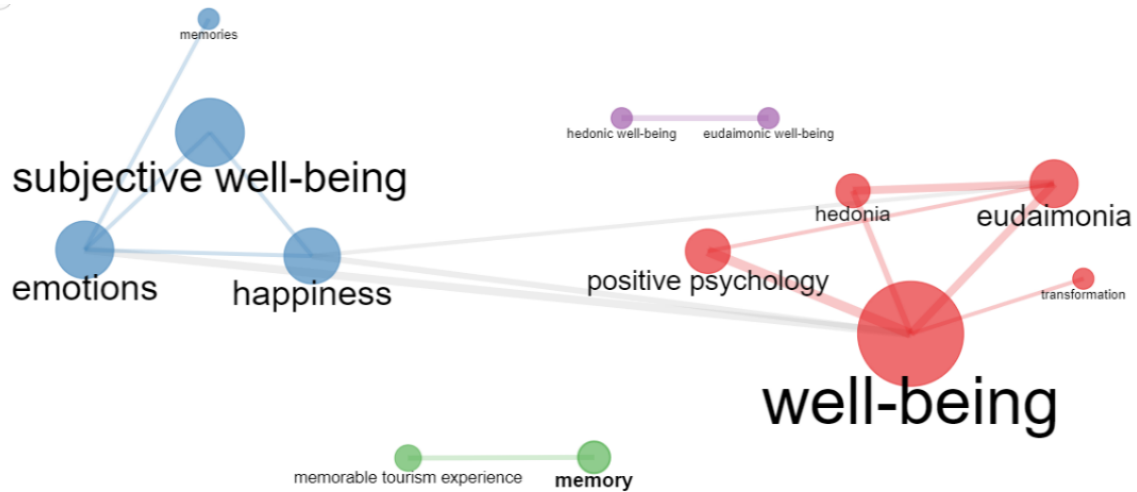 memories
hedonic well-being
eudaimonic well-being
subjective well-being
hedonia
eudaimonia
emotions
happiness
positive psychology
transformation
well-being
memorable tourism experience
memory